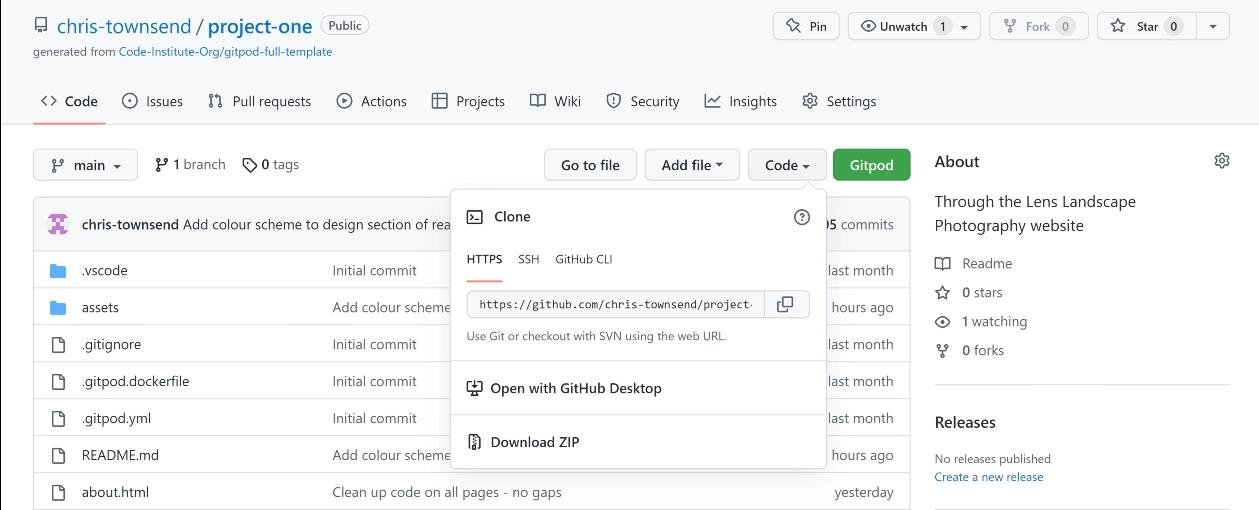 chris-townsend / project-one Public
Pin
Unwatch 1
Fork 0
Star 0
generated from Code-Institute-Org/gitpod-full-template
Code
Issues
Pull requests
Actions
Projects
Wiki
Security
Insights
Settings
main
1 branch
0 tags
Go to file
Add file
Code
Gitpod
chris-townsend Add colour scheme to design section of rea
5 commits
.vscode Initial commit last month
assets Add colour scheme hours ago
.gitignore Initial commit last month
.gitpod.dockerfile Initial commit last month
.gitpod.yml Initial commit last month
README.md Add colour scheme hours ago
about.html Clean up code on all pages - no gaps yesterday
Clone
HTTPS SSH GitHub CLI
https://github.com/chris-townsend/project-
Use Git or checkout with SVN using the web URL.
Open with GitHub Desktop
Download ZIP
About
Through the Lens Landscape
Photography website
Readme
0 stars
1 watching
0 forks
Releases
No releases published
Create a new release